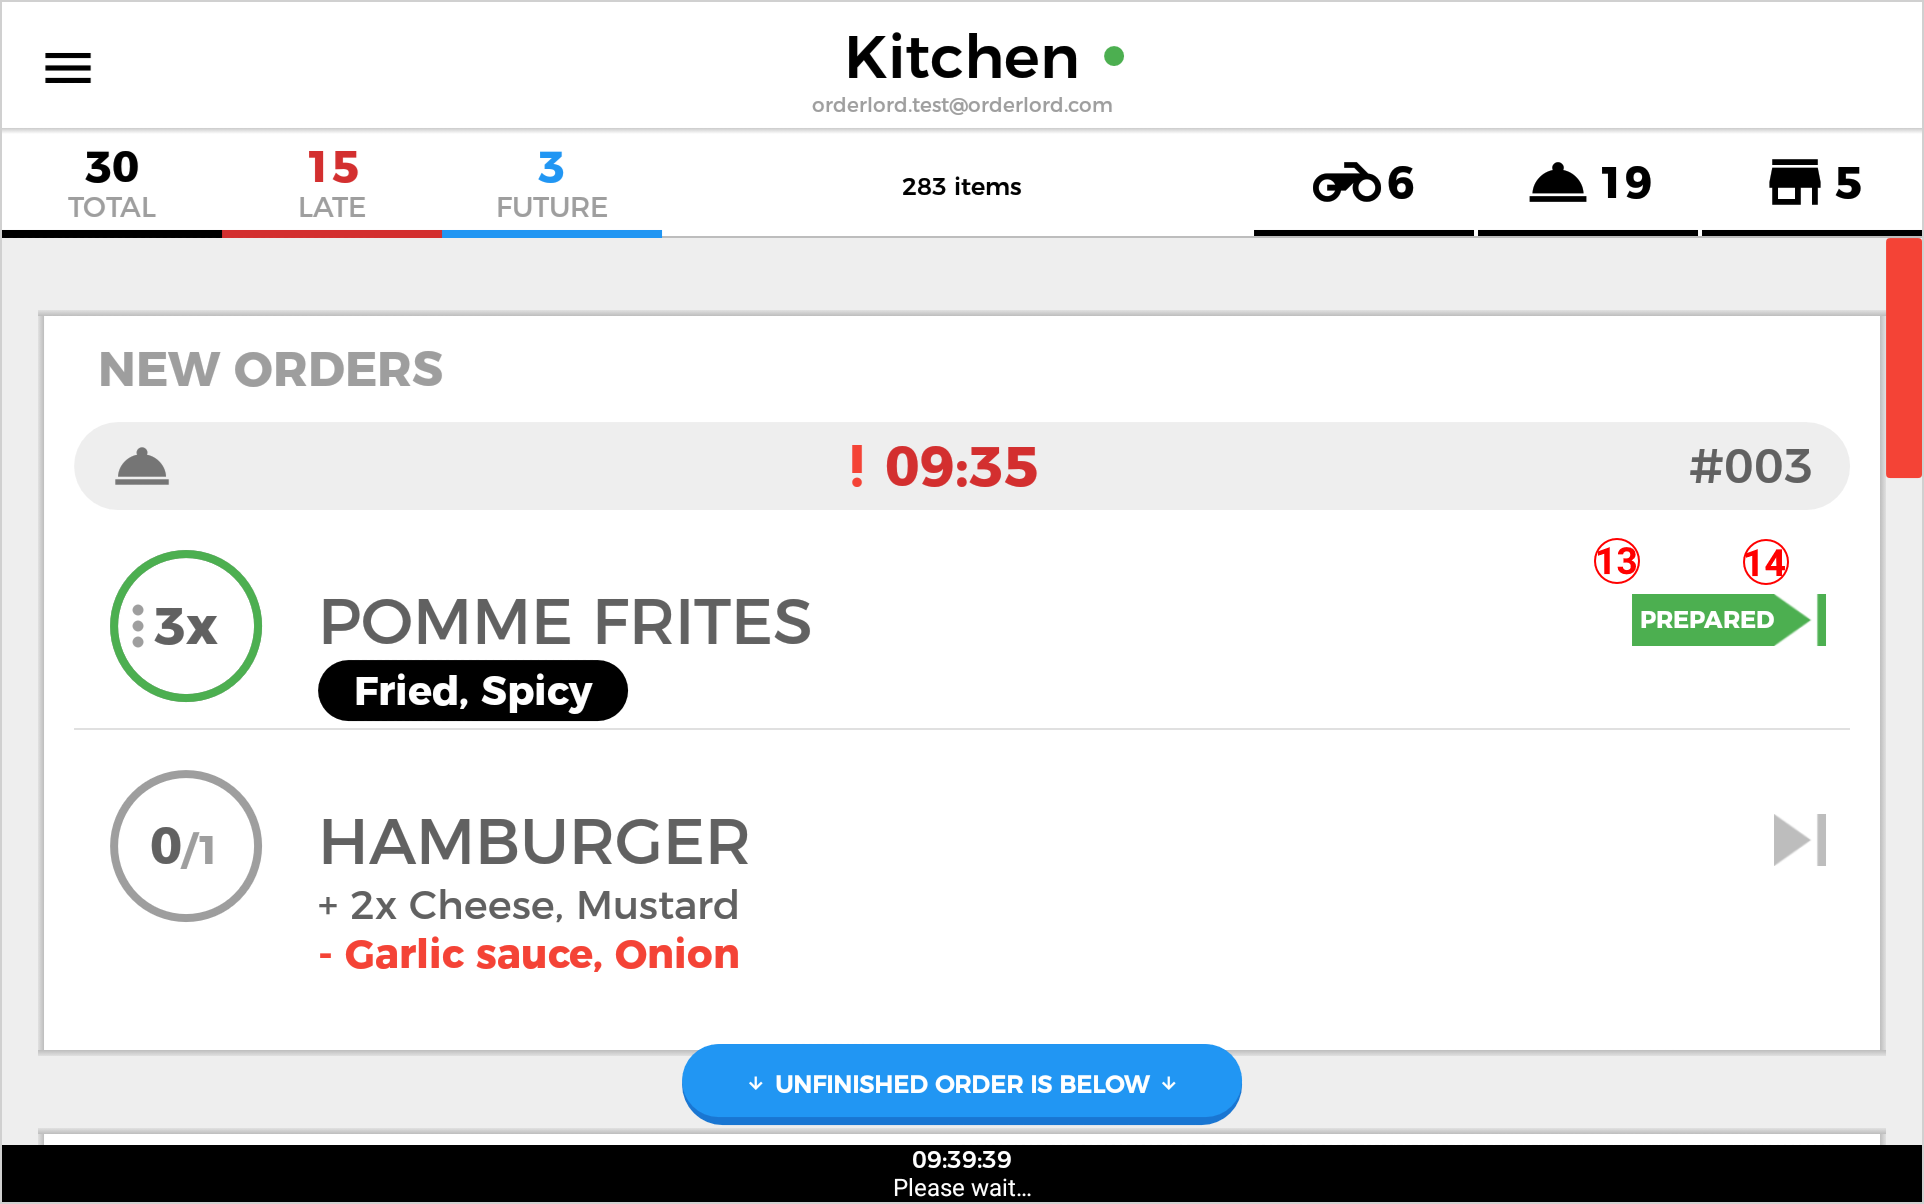 Kitchen
orderlord.test@orderlord.com
30
TOTAL
15
LATE
3
FUTURE
283 items
6
19
5
NEW ORDERS
! 09:35
#003
3x
POMME FRITES
Fried, Spicy
13
14
PREPARED
0/1
HAMBURGER
+ 2x Cheese, Mustard
- Garlic sauce, Onion
↓ UNFINISHED ORDER IS BELOW ↓
09:39:39
Please wait...